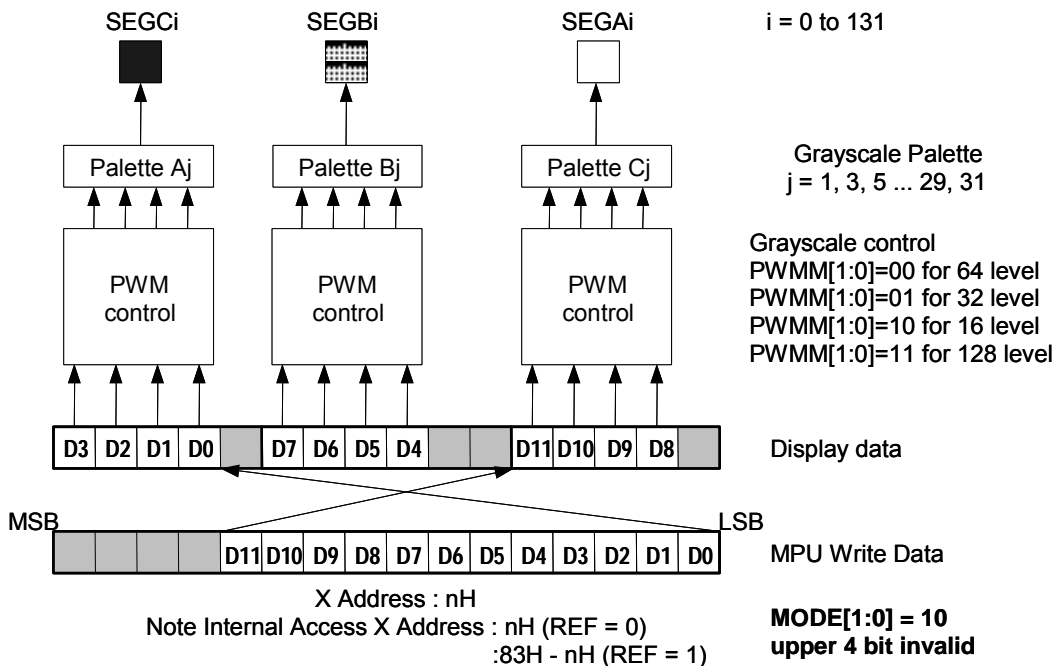 SEGCi SEGBi SEGAi i = 0 to 131
Palette Aj Palette Bj Palette Cj
Grayscale Palette
j = 1, 3, 5 ... 29, 31
PWM control PWM control PWM control
Grayscale control
PWMM[1:0]=00 for 64 level
PWMM[1:0]=01 for 32 level
PWMM[1:0]=10 for 16 level
PWMM[1:0]=11 for 128 level
D3 D2 D1 D0 D7 D6 D5 D4 D11 D10 D9 D8 Display data
MSB LSB
D11 D10 D9 D8 D7 D6 D5 D4 D3 D2 D1 D0 MPU Write Data
X Address : nH
Note Internal Access X Address : nH (REF = 0)
:83H - nH (REF = 1)
MODE[1:0] = 10
upper 4 bit invalid